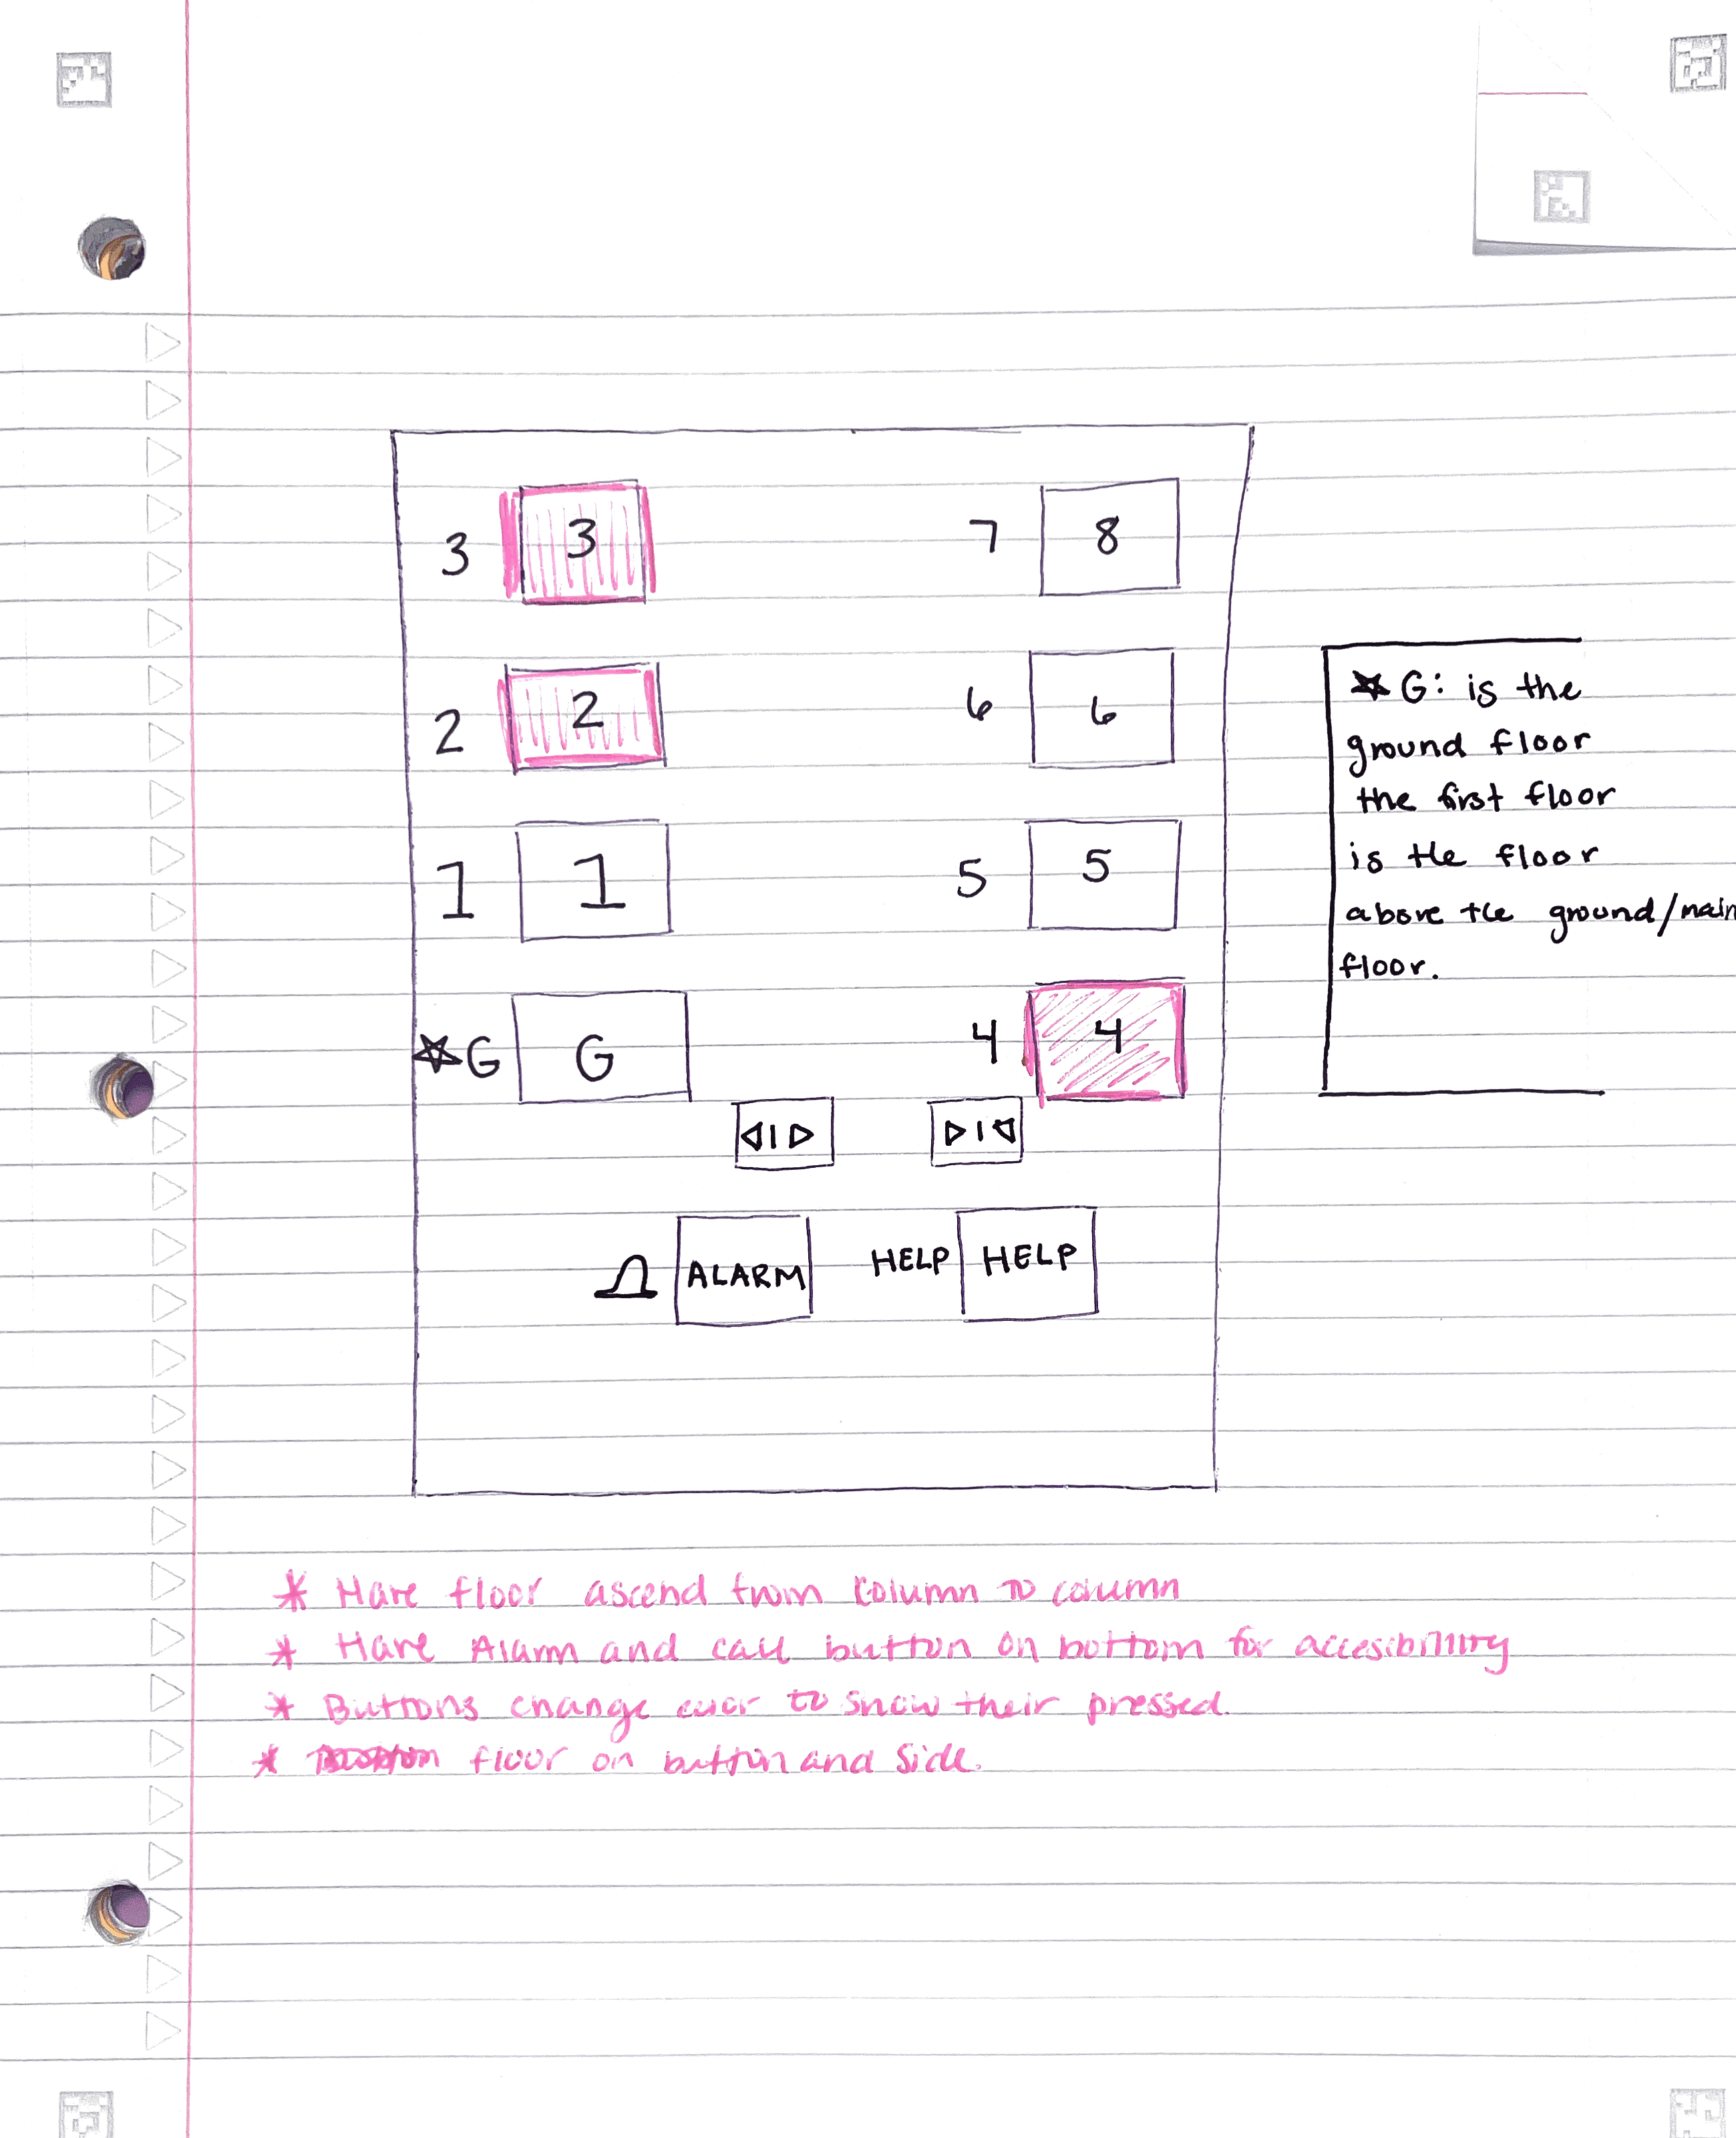 3 3 7 8
2 2 6 6
1 1 5 5
G G 4 4
ALARM HELP HELP
G: is the
ground floor
the first floor
is the floor
above the ground/main
floor.
* Have floor ascend from column to column
* Have Alarm and call button on bottom for accesibility
* Buttons change color to show their pressed.
* floor on button and side.